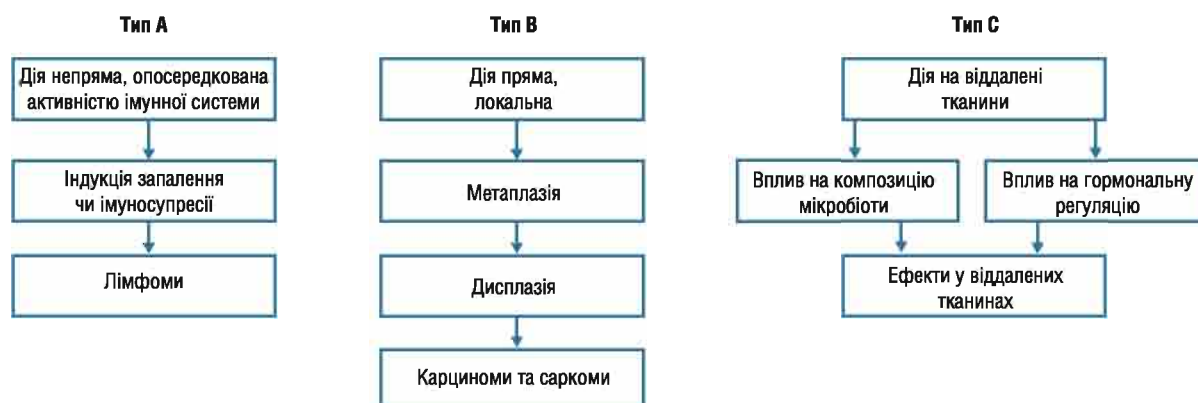 Тип А
Дія непряма, опосередкована
активністю імунної системи
Індукція запалення
чи імуносупресії
Лімфоми
Тип В
Дія пряма,
локальна
Метаплазія
Дисплазія
Карциноми та саркоми
Тип С
Дія на віддалені
тканини
Вплив на композицію
мікробіоти
Вплив на гормональну
регуляцію
Ефекти у віддалених
тканинах